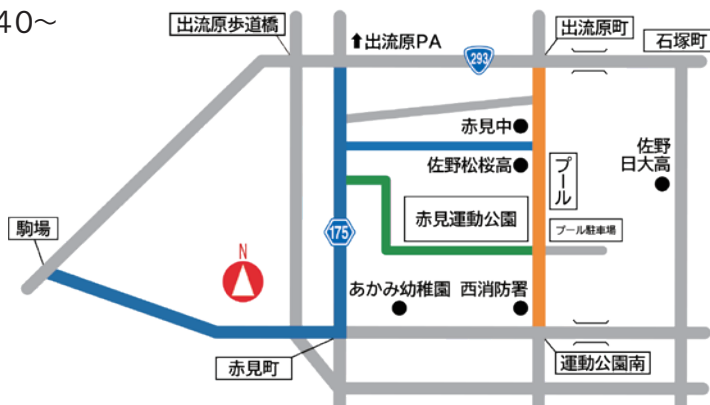 40～
出流原歩道橋
⬆出流原PA
293
出流原町
石塚町
赤見中●
佐野松桜高●
プール
佐野
日大高
●
駒場
175
赤見運動公園
プール駐車場
N
あかみ幼稚園
●
西消防署
●
赤見町
運動公園南